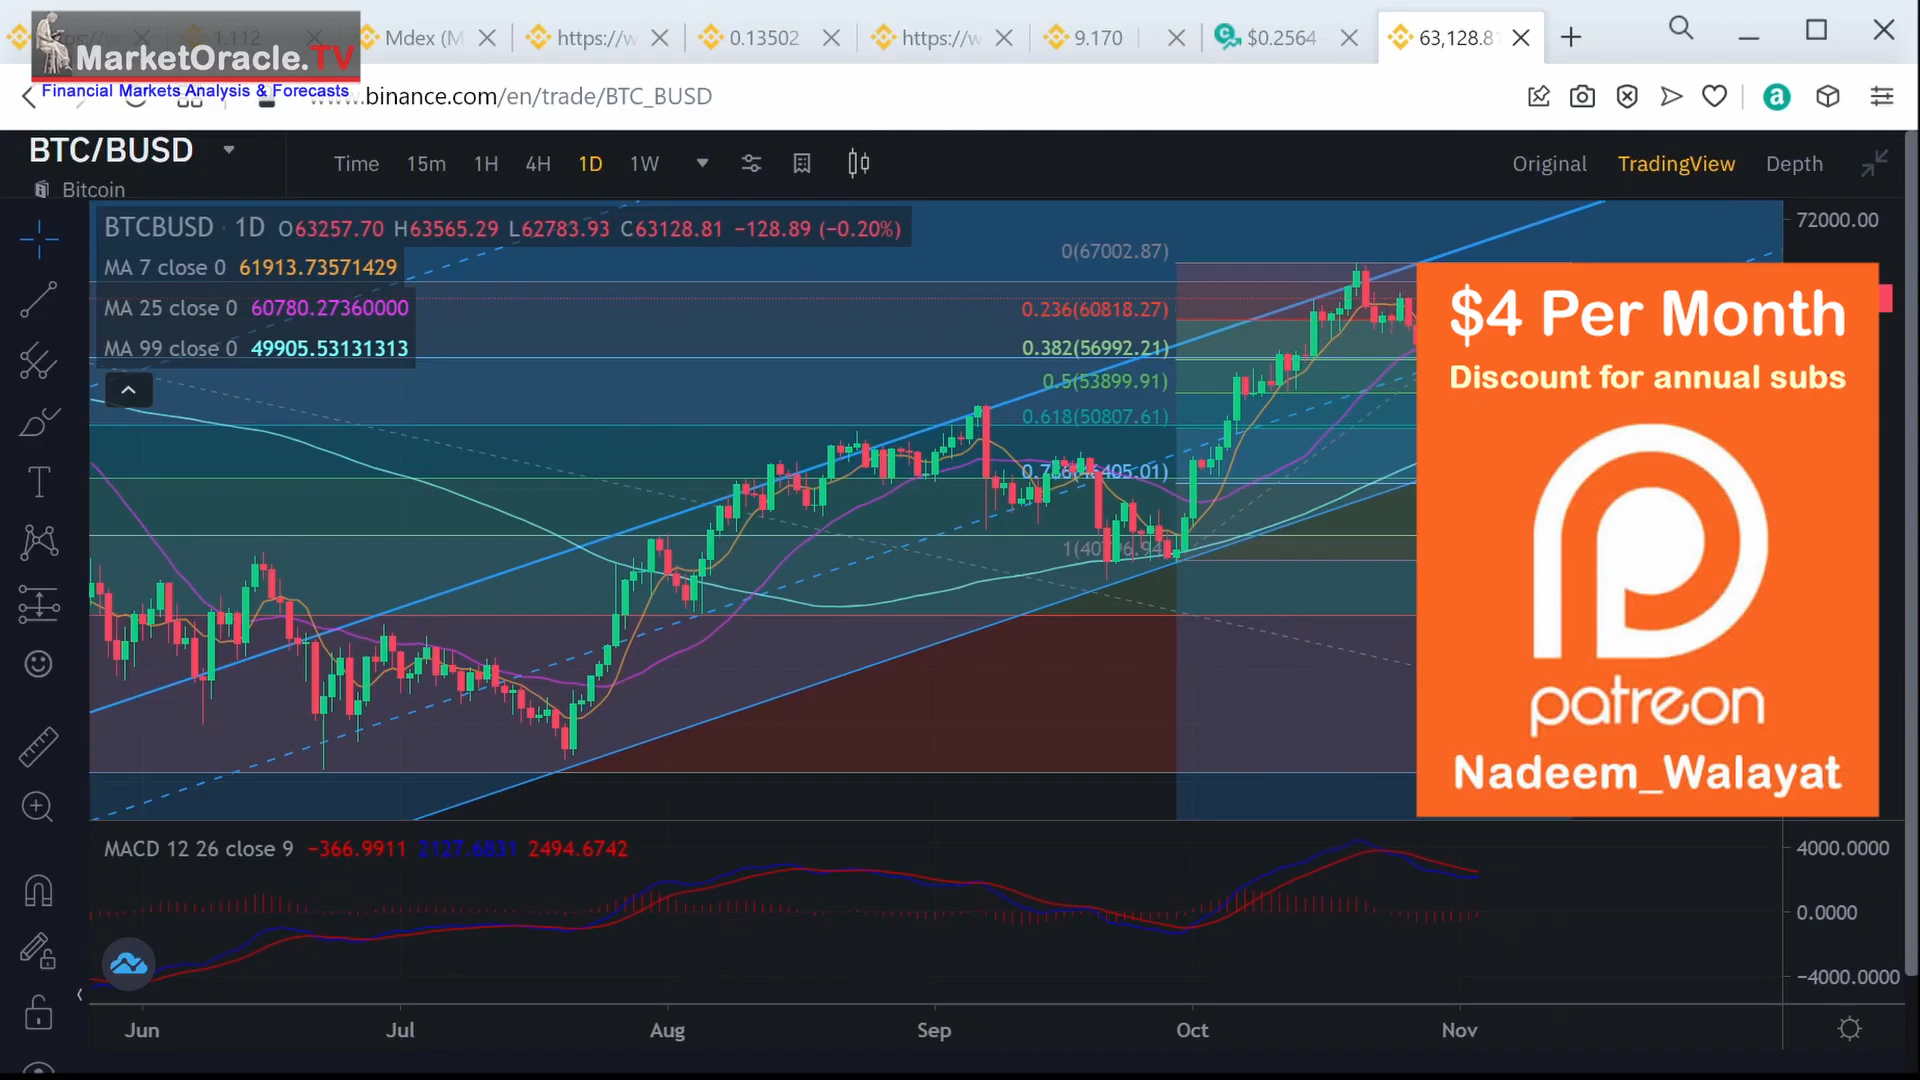 1.112
Mdex (M
https://w
0.13502
https://w
9.170
$0.2564
63,128.81
MarketOracle.TV
Financial Markets Analysis & Forecasts
binance.com/en/trade/BTC_BUSD
BTC/BUSD
Bitcoin
Time 15m 1H 4H 1D 1W
Original TradingView Depth
BTCBUSD · 1D O63257.70 H63565.29 L62783.93 C63128.81 −128.89 (−0.20%)
MA 7 close 0 61913.73571429
MA 25 close 0 60780.27360000
MA 99 close 0 49905.53131313
72000.00
0(67002.87)
0.236(60818.27)
0.382(56992.21)
0.5(53899.91)
0.618(50807.61)
$4 Per Month
Discount for annual subs
patreon
Nadeem_Walayat
MACD 12 26 close 9 −366.9911 2127.6831 2494.6742
4000.0000
0.0000
−4000.0000
Jun Jul Aug Sep Oct Nov